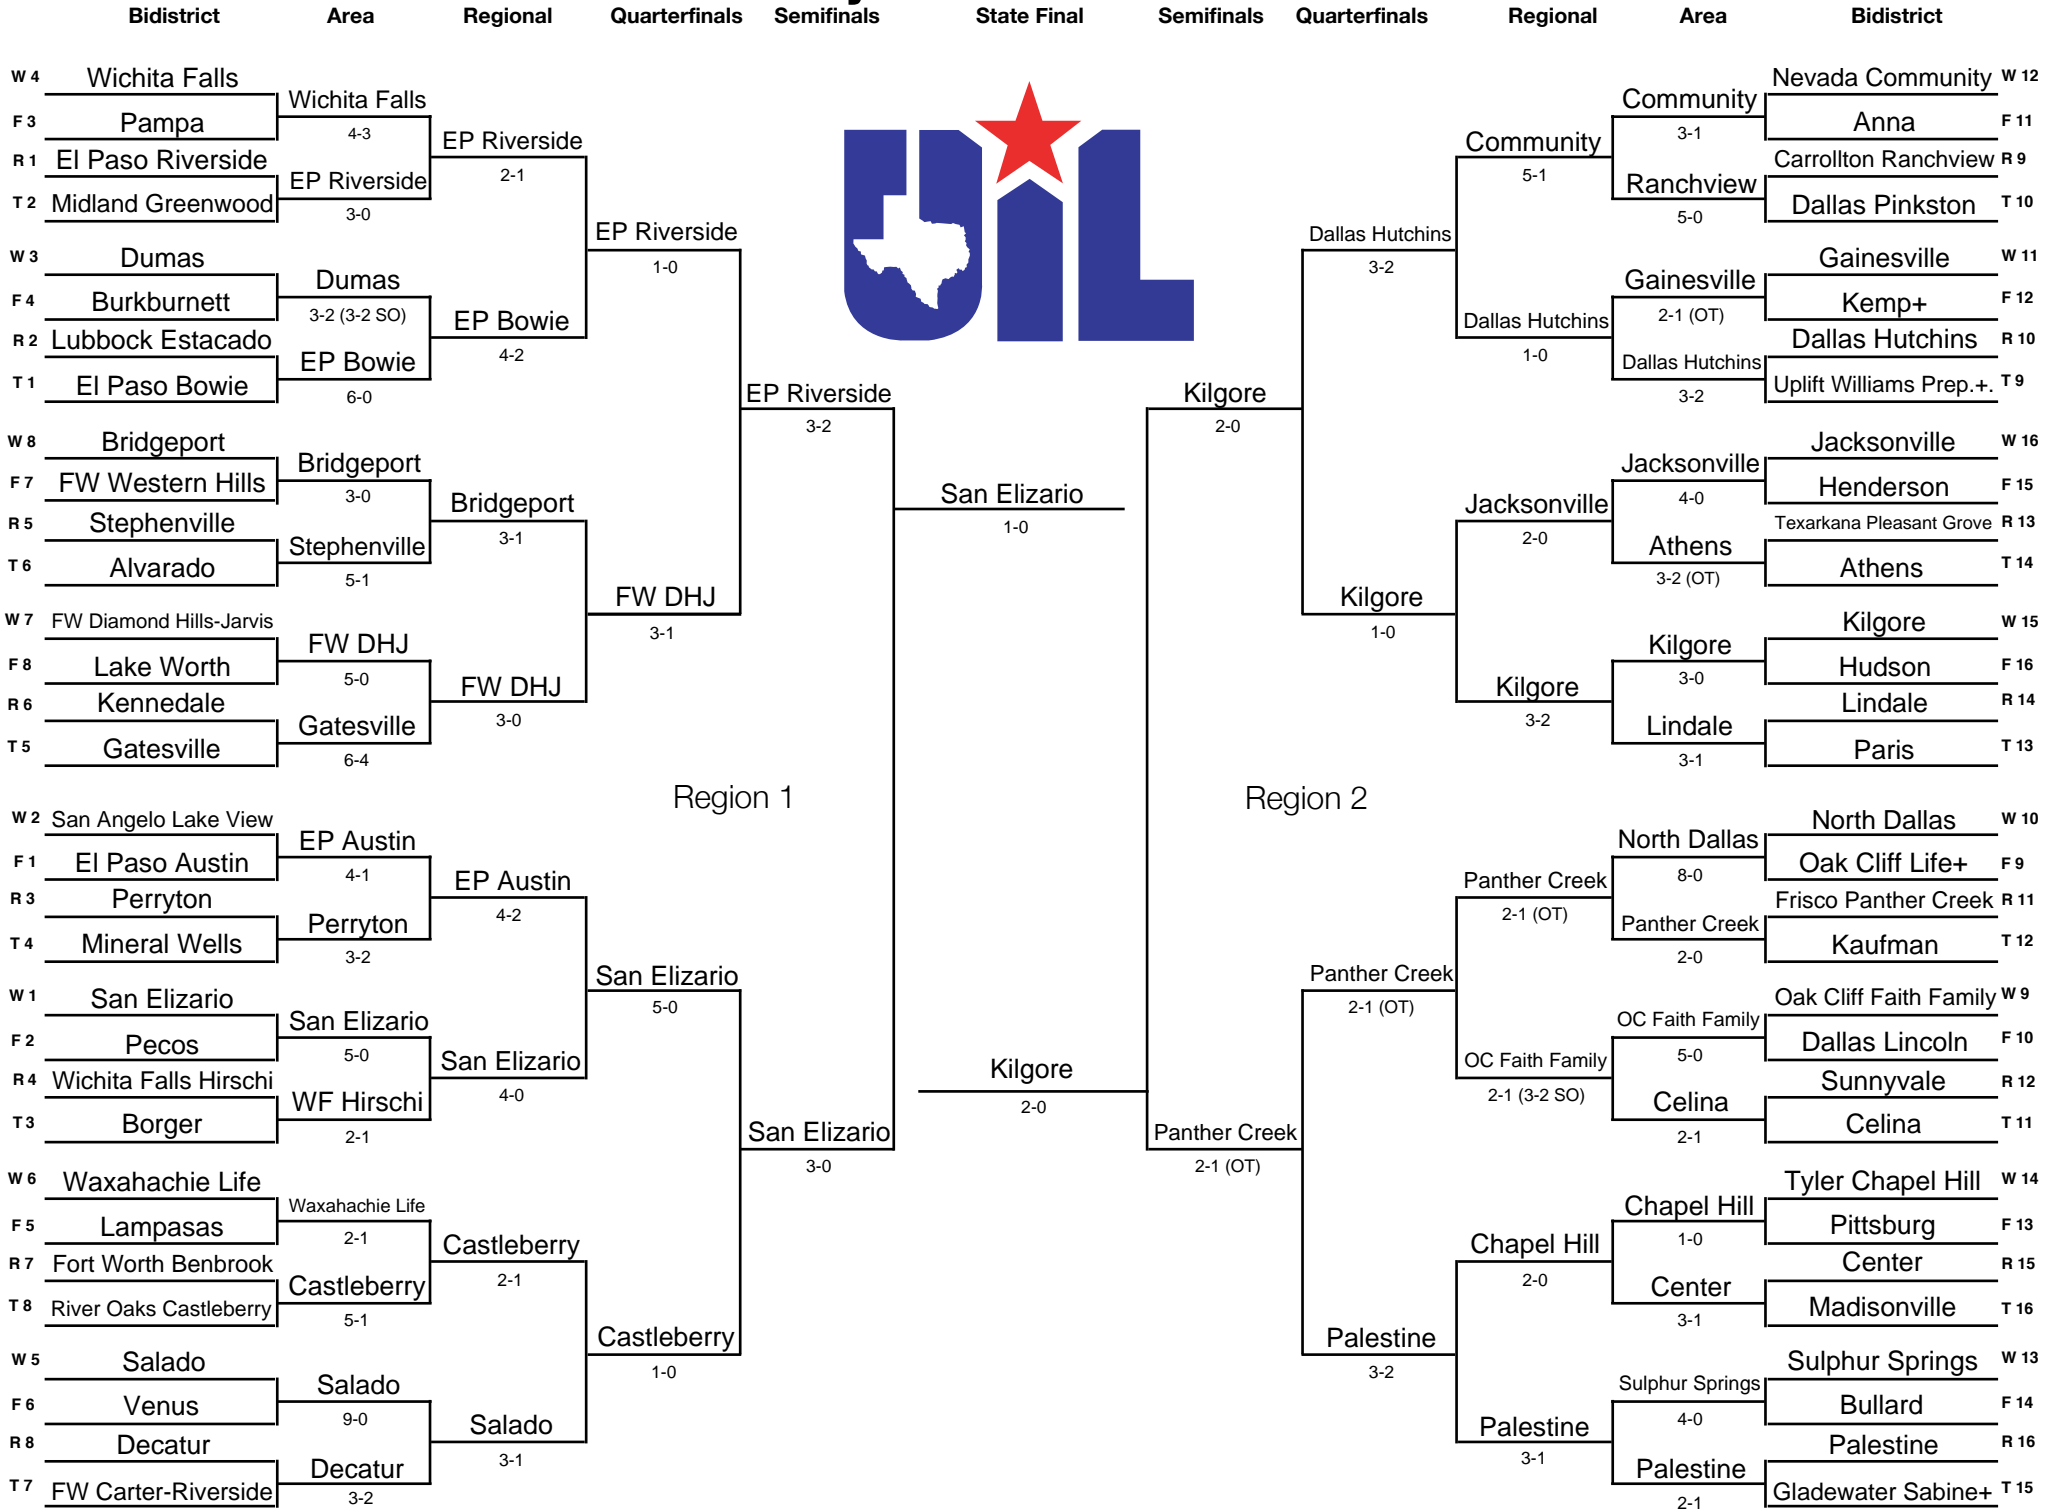 Bidistrict Area Regional Quarterfinals Semifinals State Final Semifinals Quarterfinals Regional Area Bidistrict
W 4 Wichita Falls
F 3 Pampa
R 1 El Paso Riverside
T 2 Midland Greenwood
W 3 Dumas
F 4 Burkburnett
R 2 Lubbock Estacado
T 1 El Paso Bowie
W 8 Bridgeport
F 7 FW Western Hills
R 5 Stephenville
T 6 Alvarado
W 7 FW Diamond Hills-Jarvis
F 8 Lake Worth
R 6 Kennedale
T 5 Gatesville
W 2 San Angelo Lake View
F 1 El Paso Austin
R 3 Perryton
T 4 Mineral Wells
W 1 San Elizario
F 2 Pecos
R 4 Wichita Falls Hirschi
T 3 Borger
W 6 Waxahachie Life
F 5 Lampasas
R 7 Fort Worth Benbrook
T 8 River Oaks Castleberry
W 5 Salado
F 6 Venus
R 8 Decatur
T 7 FW Carter-Riverside
Wichita Falls
4-3
EP Riverside
3-0
Dumas
3-2 (3-2 SO)
EP Bowie
6-0
Bridgeport
3-0
Stephenville
5-1
FW DHJ
5-0
Gatesville
6-4
EP Austin
4-1
Perryton
3-2
San Elizario
5-0
WF Hirschi
2-1
Waxahachie Life
2-1
Castleberry
5-1
Salado
9-0
Decatur
3-2
EP Riverside
2-1
EP Bowie
4-2
Bridgeport
3-1
FW DHJ
3-0
EP Austin
4-2
San Elizario
4-0
Castleberry
2-1
Salado
3-1
EP Riverside
1-0
FW DHJ
3-1
Region 1
San Elizario
5-0
Castleberry
1-0
EP Riverside
3-2
San Elizario
3-0
UIL
San Elizario
1-0
Kilgore
2-0
Kilgore
2-0
Panther Creek
2-1 (OT)
Dallas Hutchins
3-2
Kilgore
1-0
Region 2
Panther Creek
2-1 (OT)
Palestine
3-2
Community
5-1
Dallas Hutchins
1-0
Jacksonville
2-0
Kilgore
3-2
Panther Creek
2-1 (OT)
OC Faith Family
2-1 (3-2 SO)
Chapel Hill
2-0
Palestine
3-1
Community
3-1
Ranchview
5-0
Gainesville
2-1 (OT)
Dallas Hutchins
3-2
Jacksonville
4-0
Athens
3-2 (OT)
Kilgore
3-0
Lindale
3-1
North Dallas
8-0
Panther Creek
2-0
OC Faith Family
5-0
Celina
2-1
Chapel Hill
1-0
Center
3-1
Sulphur Springs
4-0
Palestine
2-1
Nevada Community W 12
Anna F 11
Carrollton Ranchview R 9
Dallas Pinkston T 10
Gainesville W 11
Kemp+ F 12
Dallas Hutchins R 10
Uplift Williams Prep.+. T 9
Jacksonville W 16
Henderson F 15
Texarkana Pleasant Grove R 13
Athens T 14
Kilgore W 15
Hudson F 16
Lindale R 14
Paris T 13
North Dallas W 10
Oak Cliff Life+ F 9
Frisco Panther Creek R 11
Kaufman T 12
Oak Cliff Faith Family W 9
Dallas Lincoln F 10
Sunnyvale R 12
Celina T 11
Tyler Chapel Hill W 14
Pittsburg F 13
Center R 15
Madisonville T 16
Sulphur Springs W 13
Bullard F 14
Palestine R 16
Gladewater Sabine+ T 15